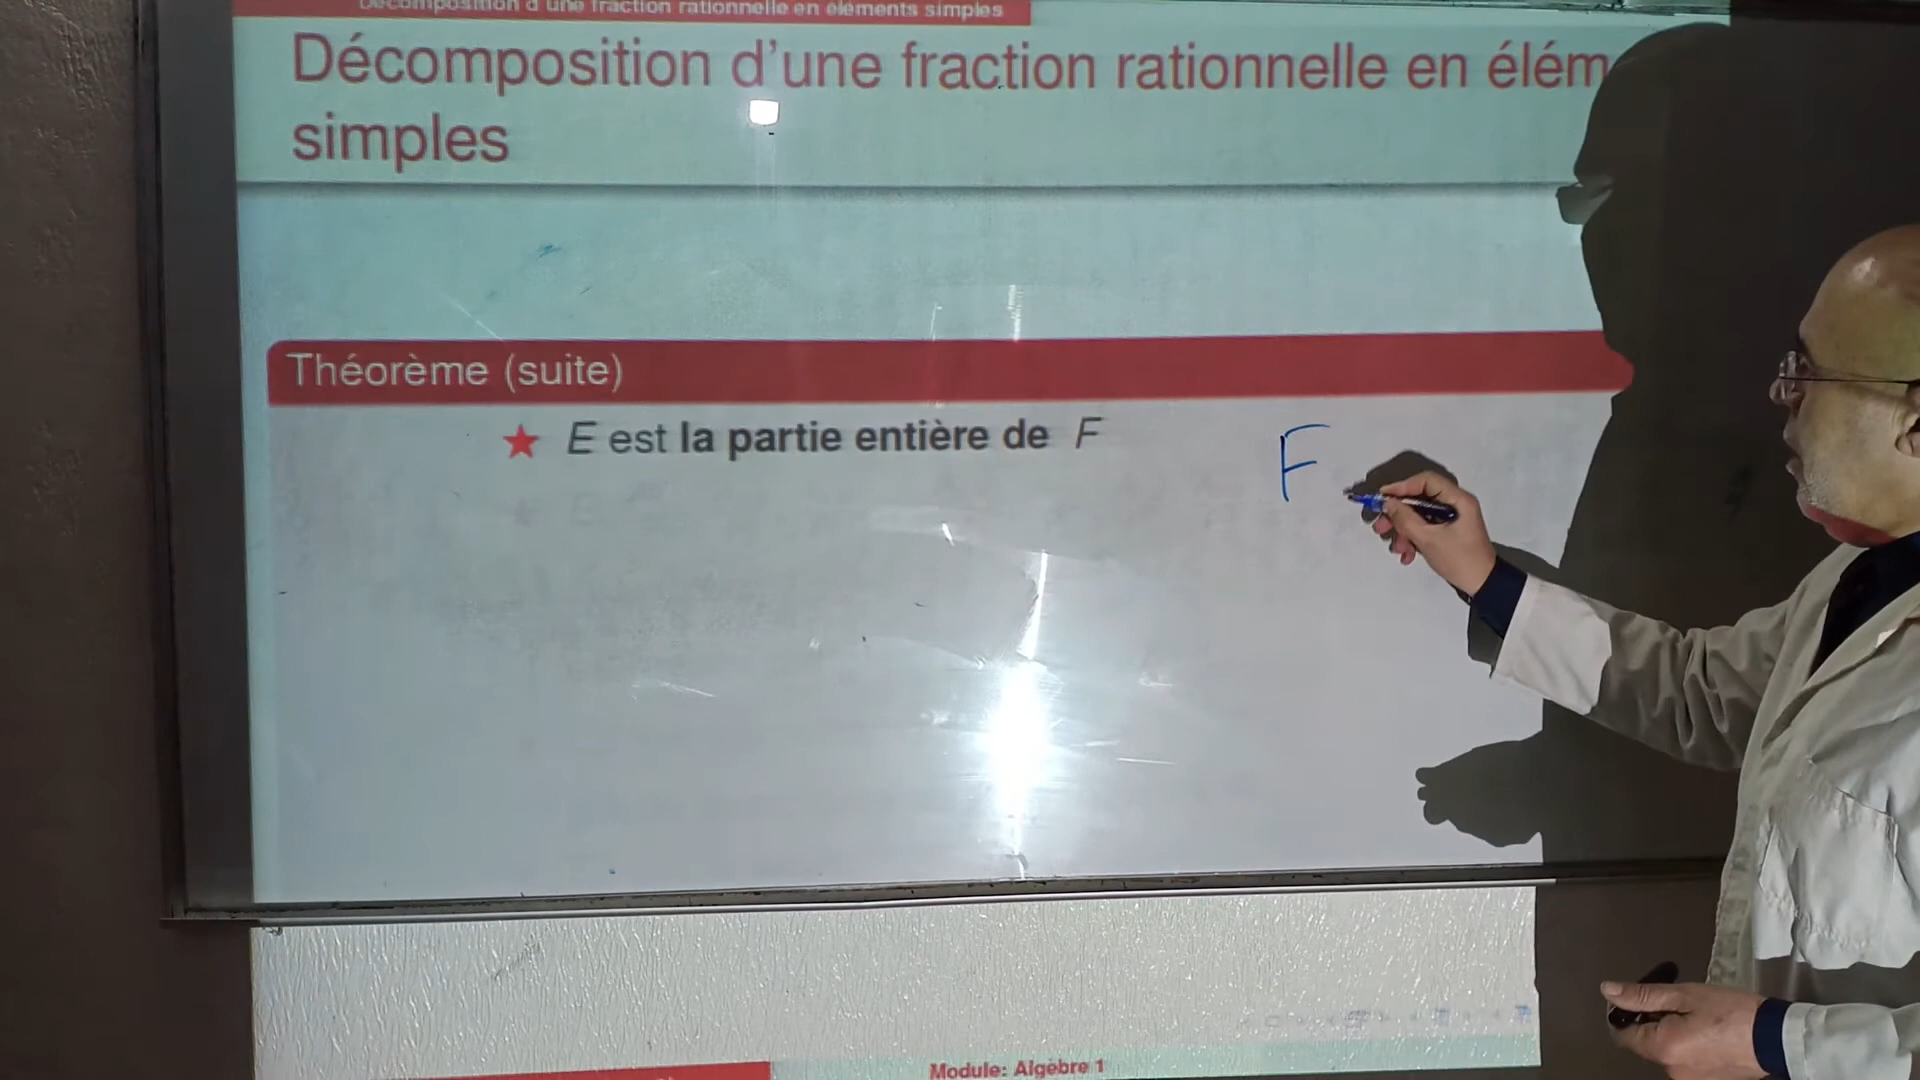 Décomposition d'une fraction rationnelle en éléments simples
Décomposition d'une fraction rationnelle en élém
simples
Théorème (suite)
★ E est la partie entière de F
F
Module: Algèbre 1